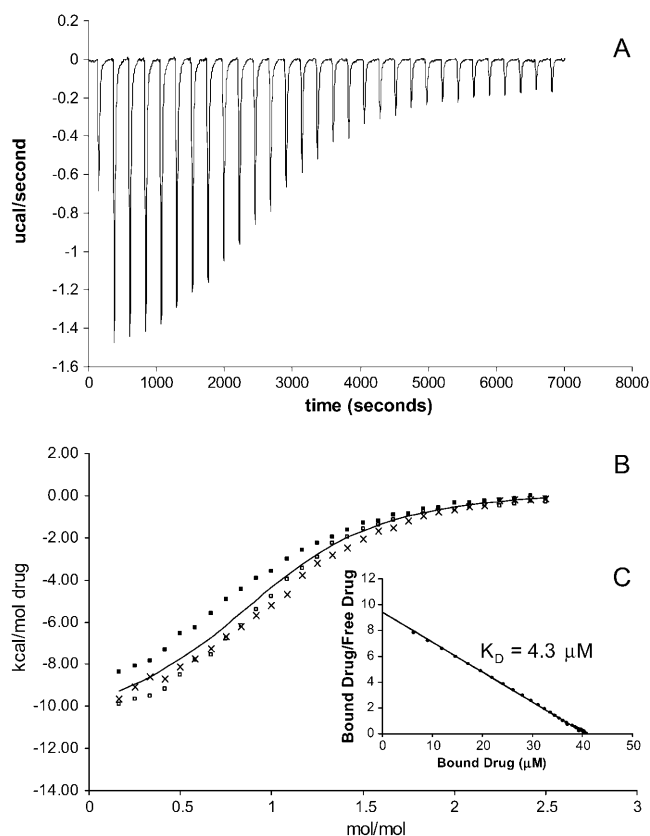 A
ucal/second
0.2
0
-0.2
-0.4
-0.6
-0.8
-1
-1.2
-1.4
-1.6
0 1000 2000 3000 4000 5000 6000 7000 8000
time (seconds)
B
kcal/mol drug
2.00
0.00
-2.00
-4.00
-6.00
-8.00
-10.00
-12.00
-14.00
0 0.5 1 1.5 2 2.5 3
mol/mol
C
Bound Drug/Free Drug
12
10
8
6
4
2
0
K_D = 4.3 µM
0 10 20 30 40 50
Bound Drug (µM)